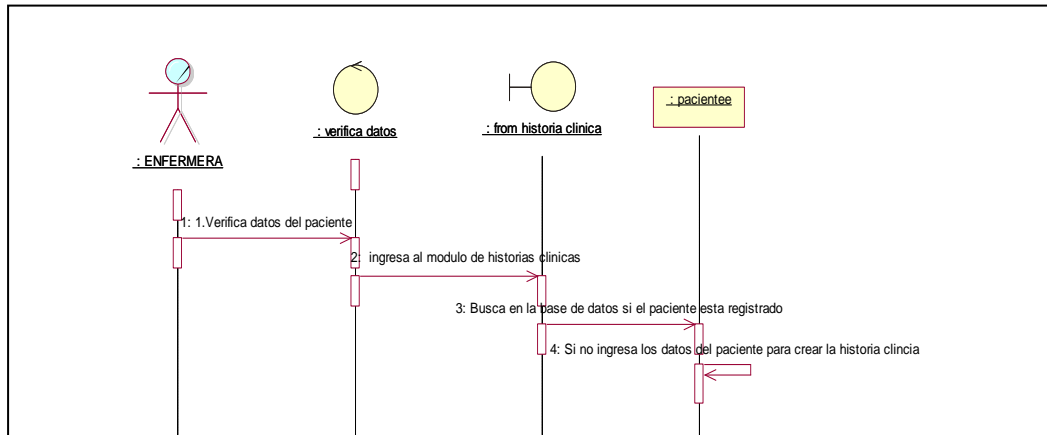 : ENFERMERA
: verifica datos
: from historia clinica
: pacientee
1: 1.Verifica datos del paciente
2: ingresa al modulo de historias clinicas
3: Busca en la base de datos si el paciente esta registrado
4: Si no ingresa los datos del paciente para crear la historia clincia